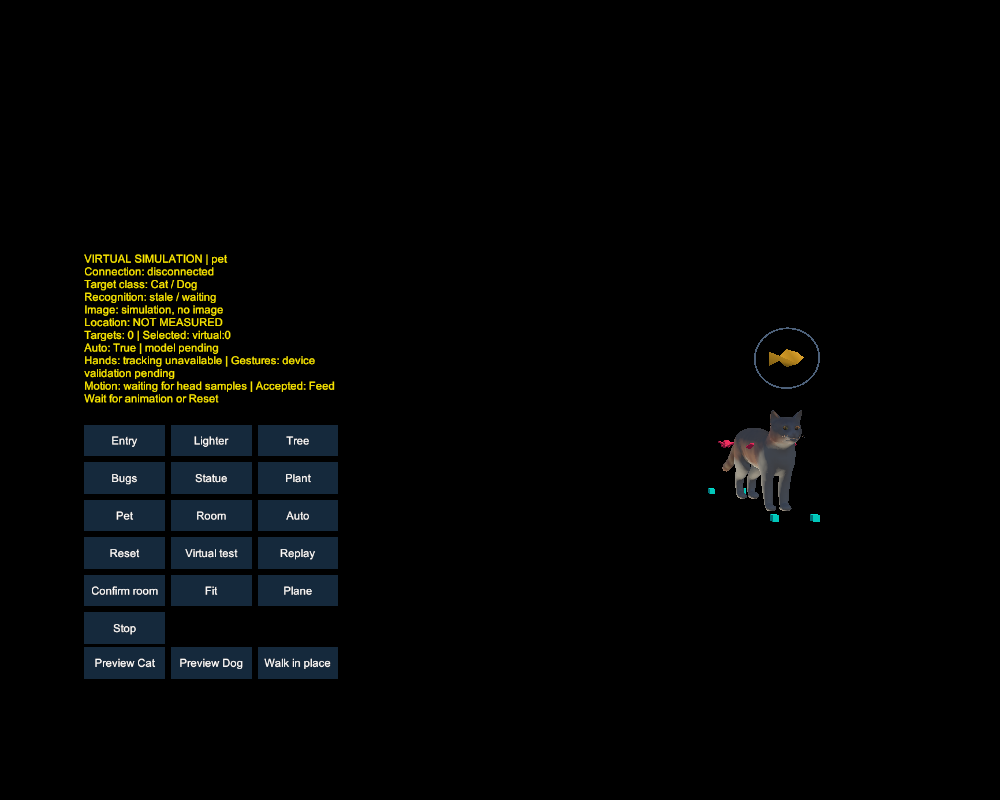 VIRTUAL SIMULATION | pet
Connection: disconnected
Target class: Cat / Dog
Recognition: stale / waiting
Image: simulation, no image
Location: NOT MEASURED
Targets: 0 | Selected: virtual:0
Auto: True | model pending
Hands: tracking unavailable | Gestures: device
validation pending
Motion: waiting for head samples | Accepted: Feed
Wait for animation or Reset
Entry
Lighter
Tree
Bugs
Statue
Plant
Pet
Room
Auto
Reset
Virtual test
Replay
Confirm room
Fit
Plane
Stop
Preview Cat
Preview Dog
Walk in place